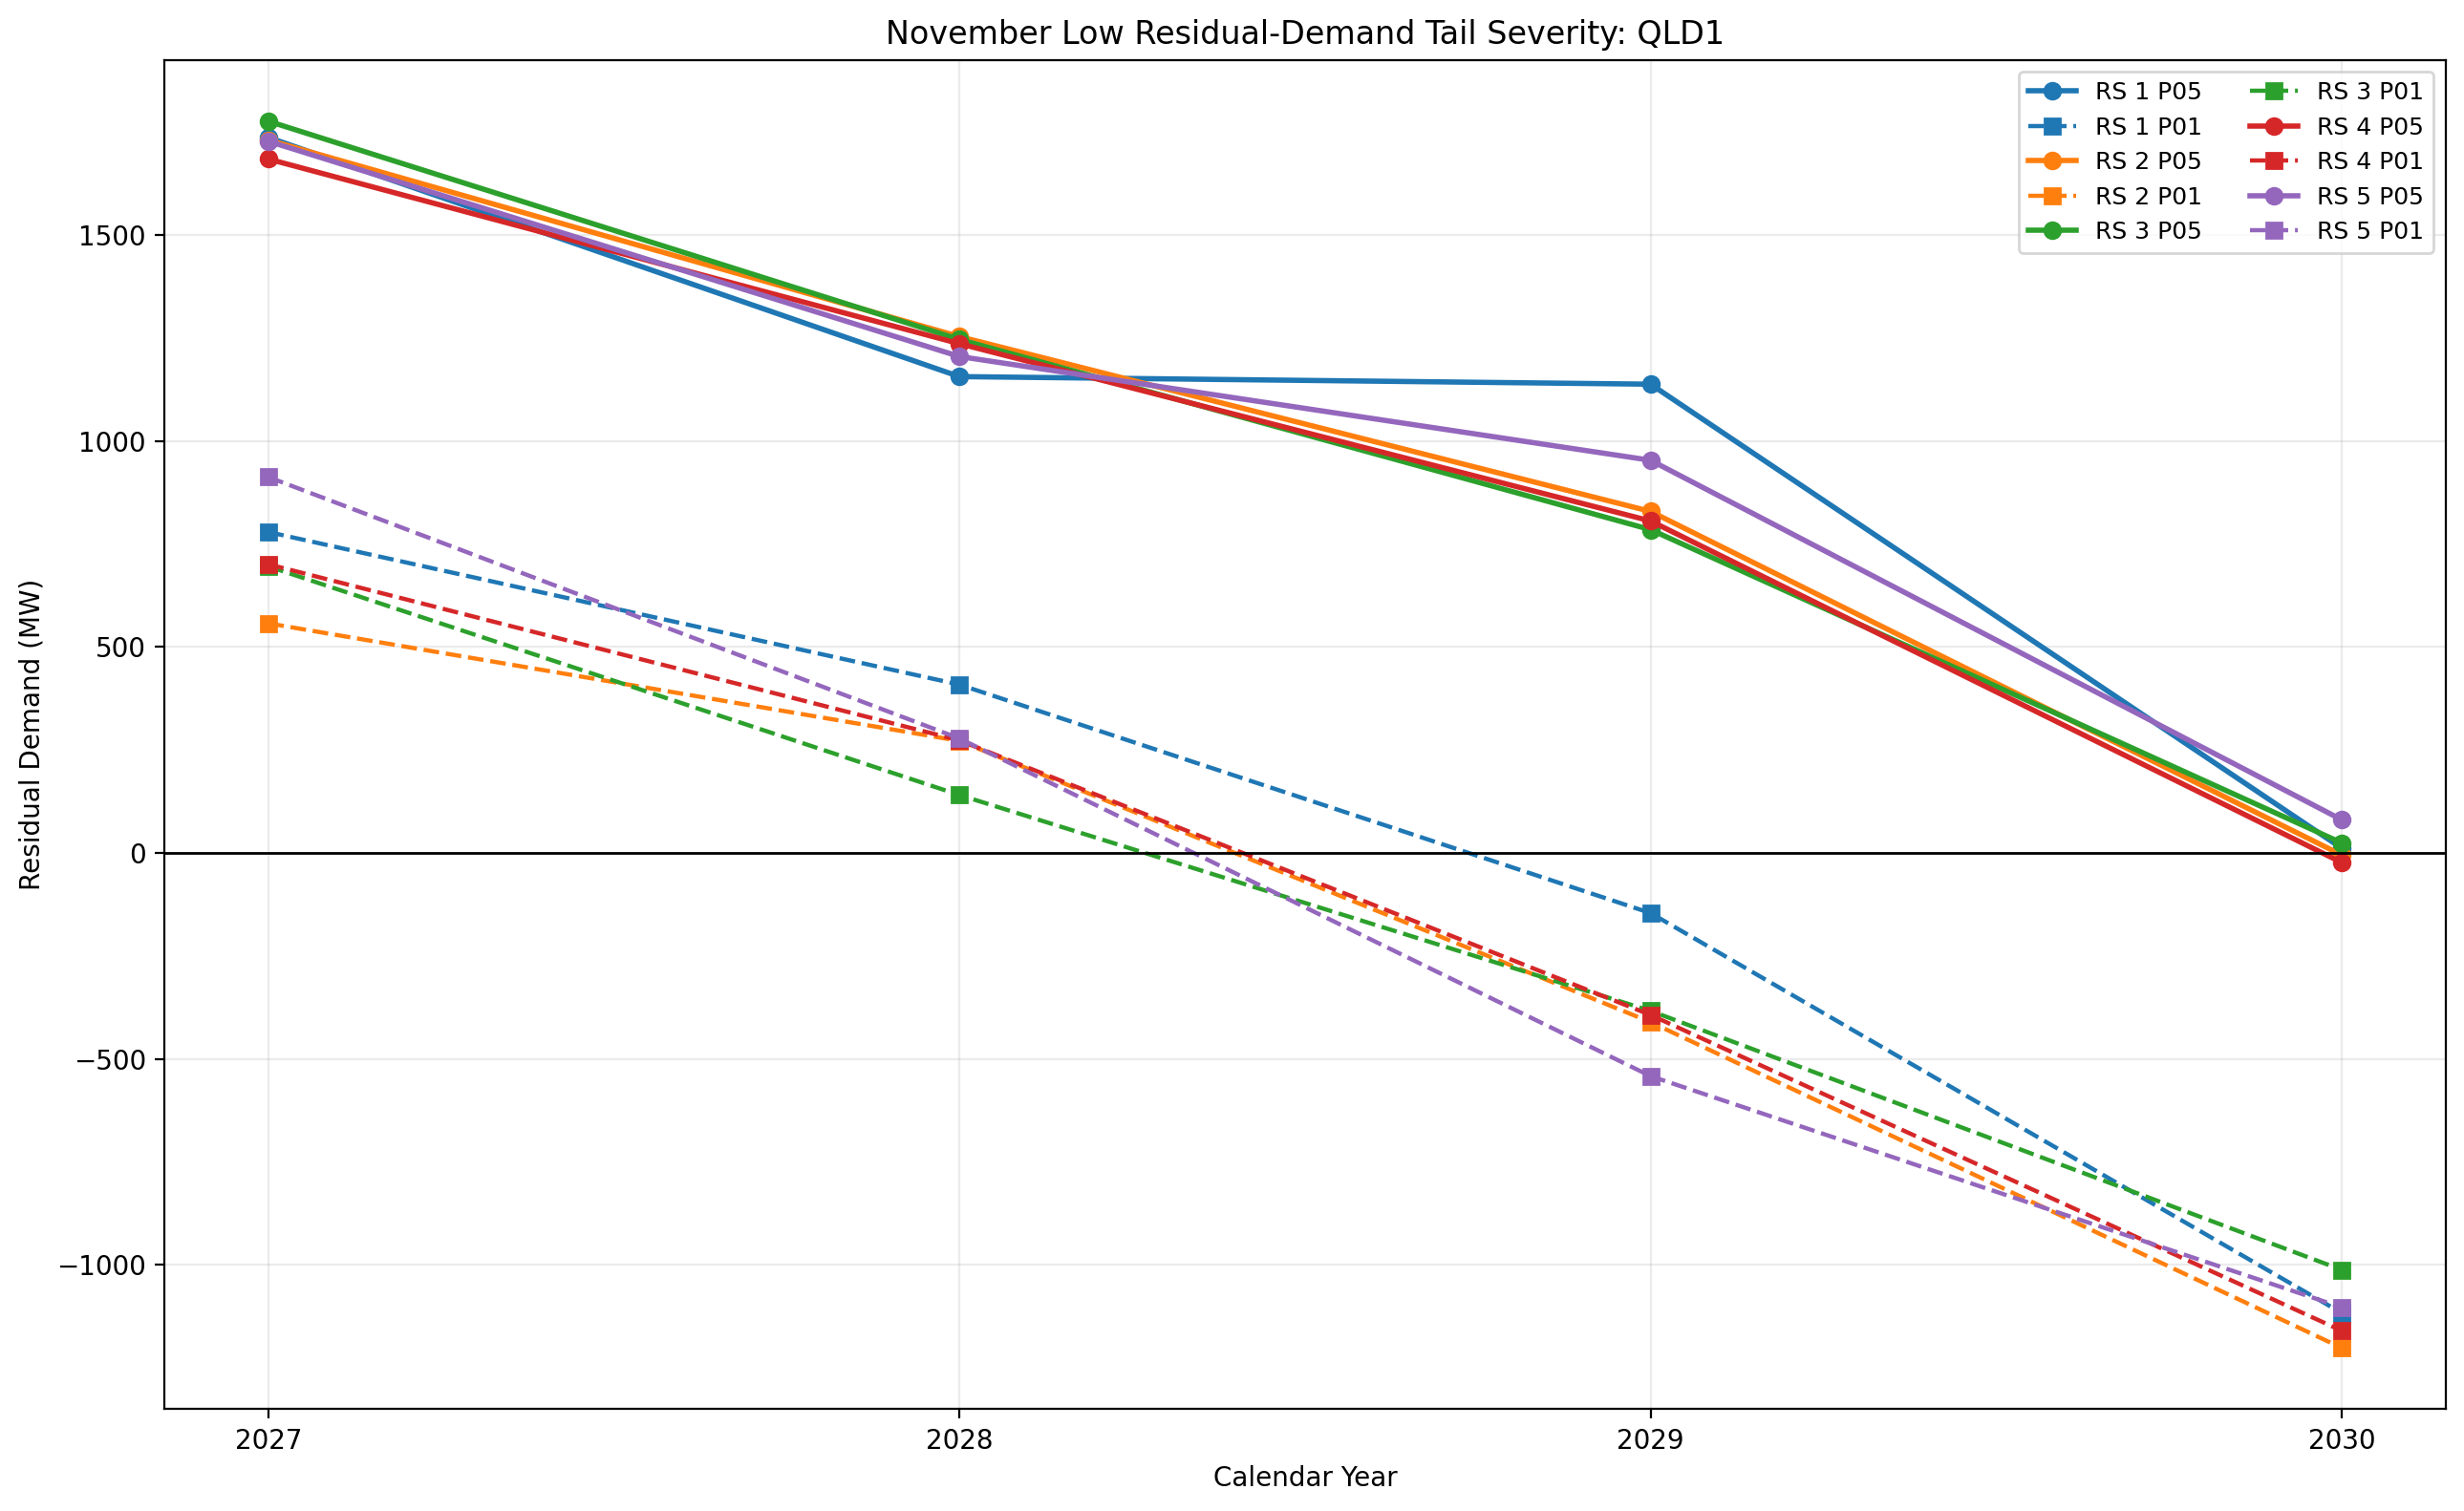 November Low Residual-Demand Tail Severity: QLD1
RS 1 P05
RS 1 P01
RS 2 P05
RS 2 P01
RS 3 P05
RS 3 P01
RS 4 P05
RS 4 P01
RS 5 P05
RS 5 P01
Residual Demand (MW)
1500
1000
500
0
−500
−1000
2027
2028
2029
2030
Calendar Year